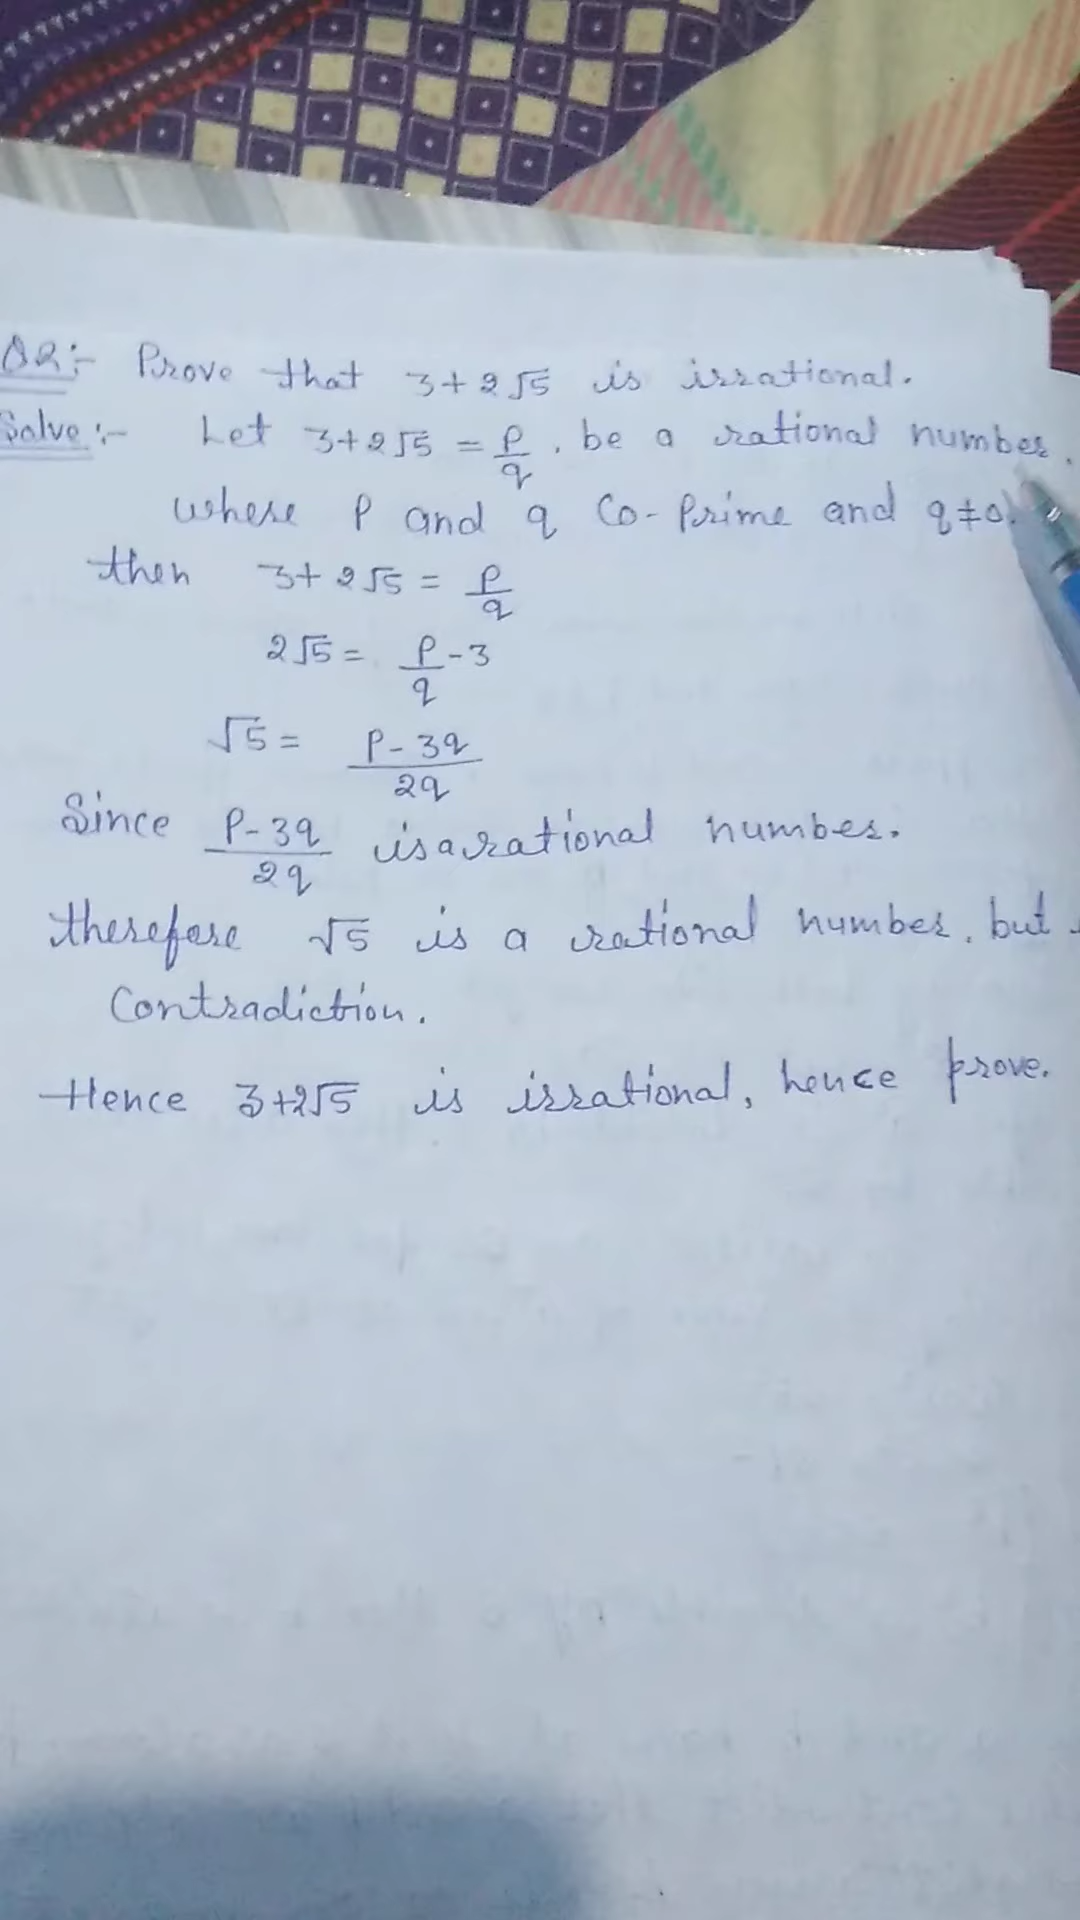 Q2:- Prove that 3+2√5 is irrational.
Solve:- Let 3+2√5 = p/q, be a rational number.
where p and q Co-Prime and q≠0.
then 3+2√5 = p/q
2√5 = p/q - 3
√5 = p-3q/2q
Since p-3q/2q is a rational number.
therefore √5 is a rational number, but
Contradiction.
Hence 3+2√5 is irrational, hence prove.